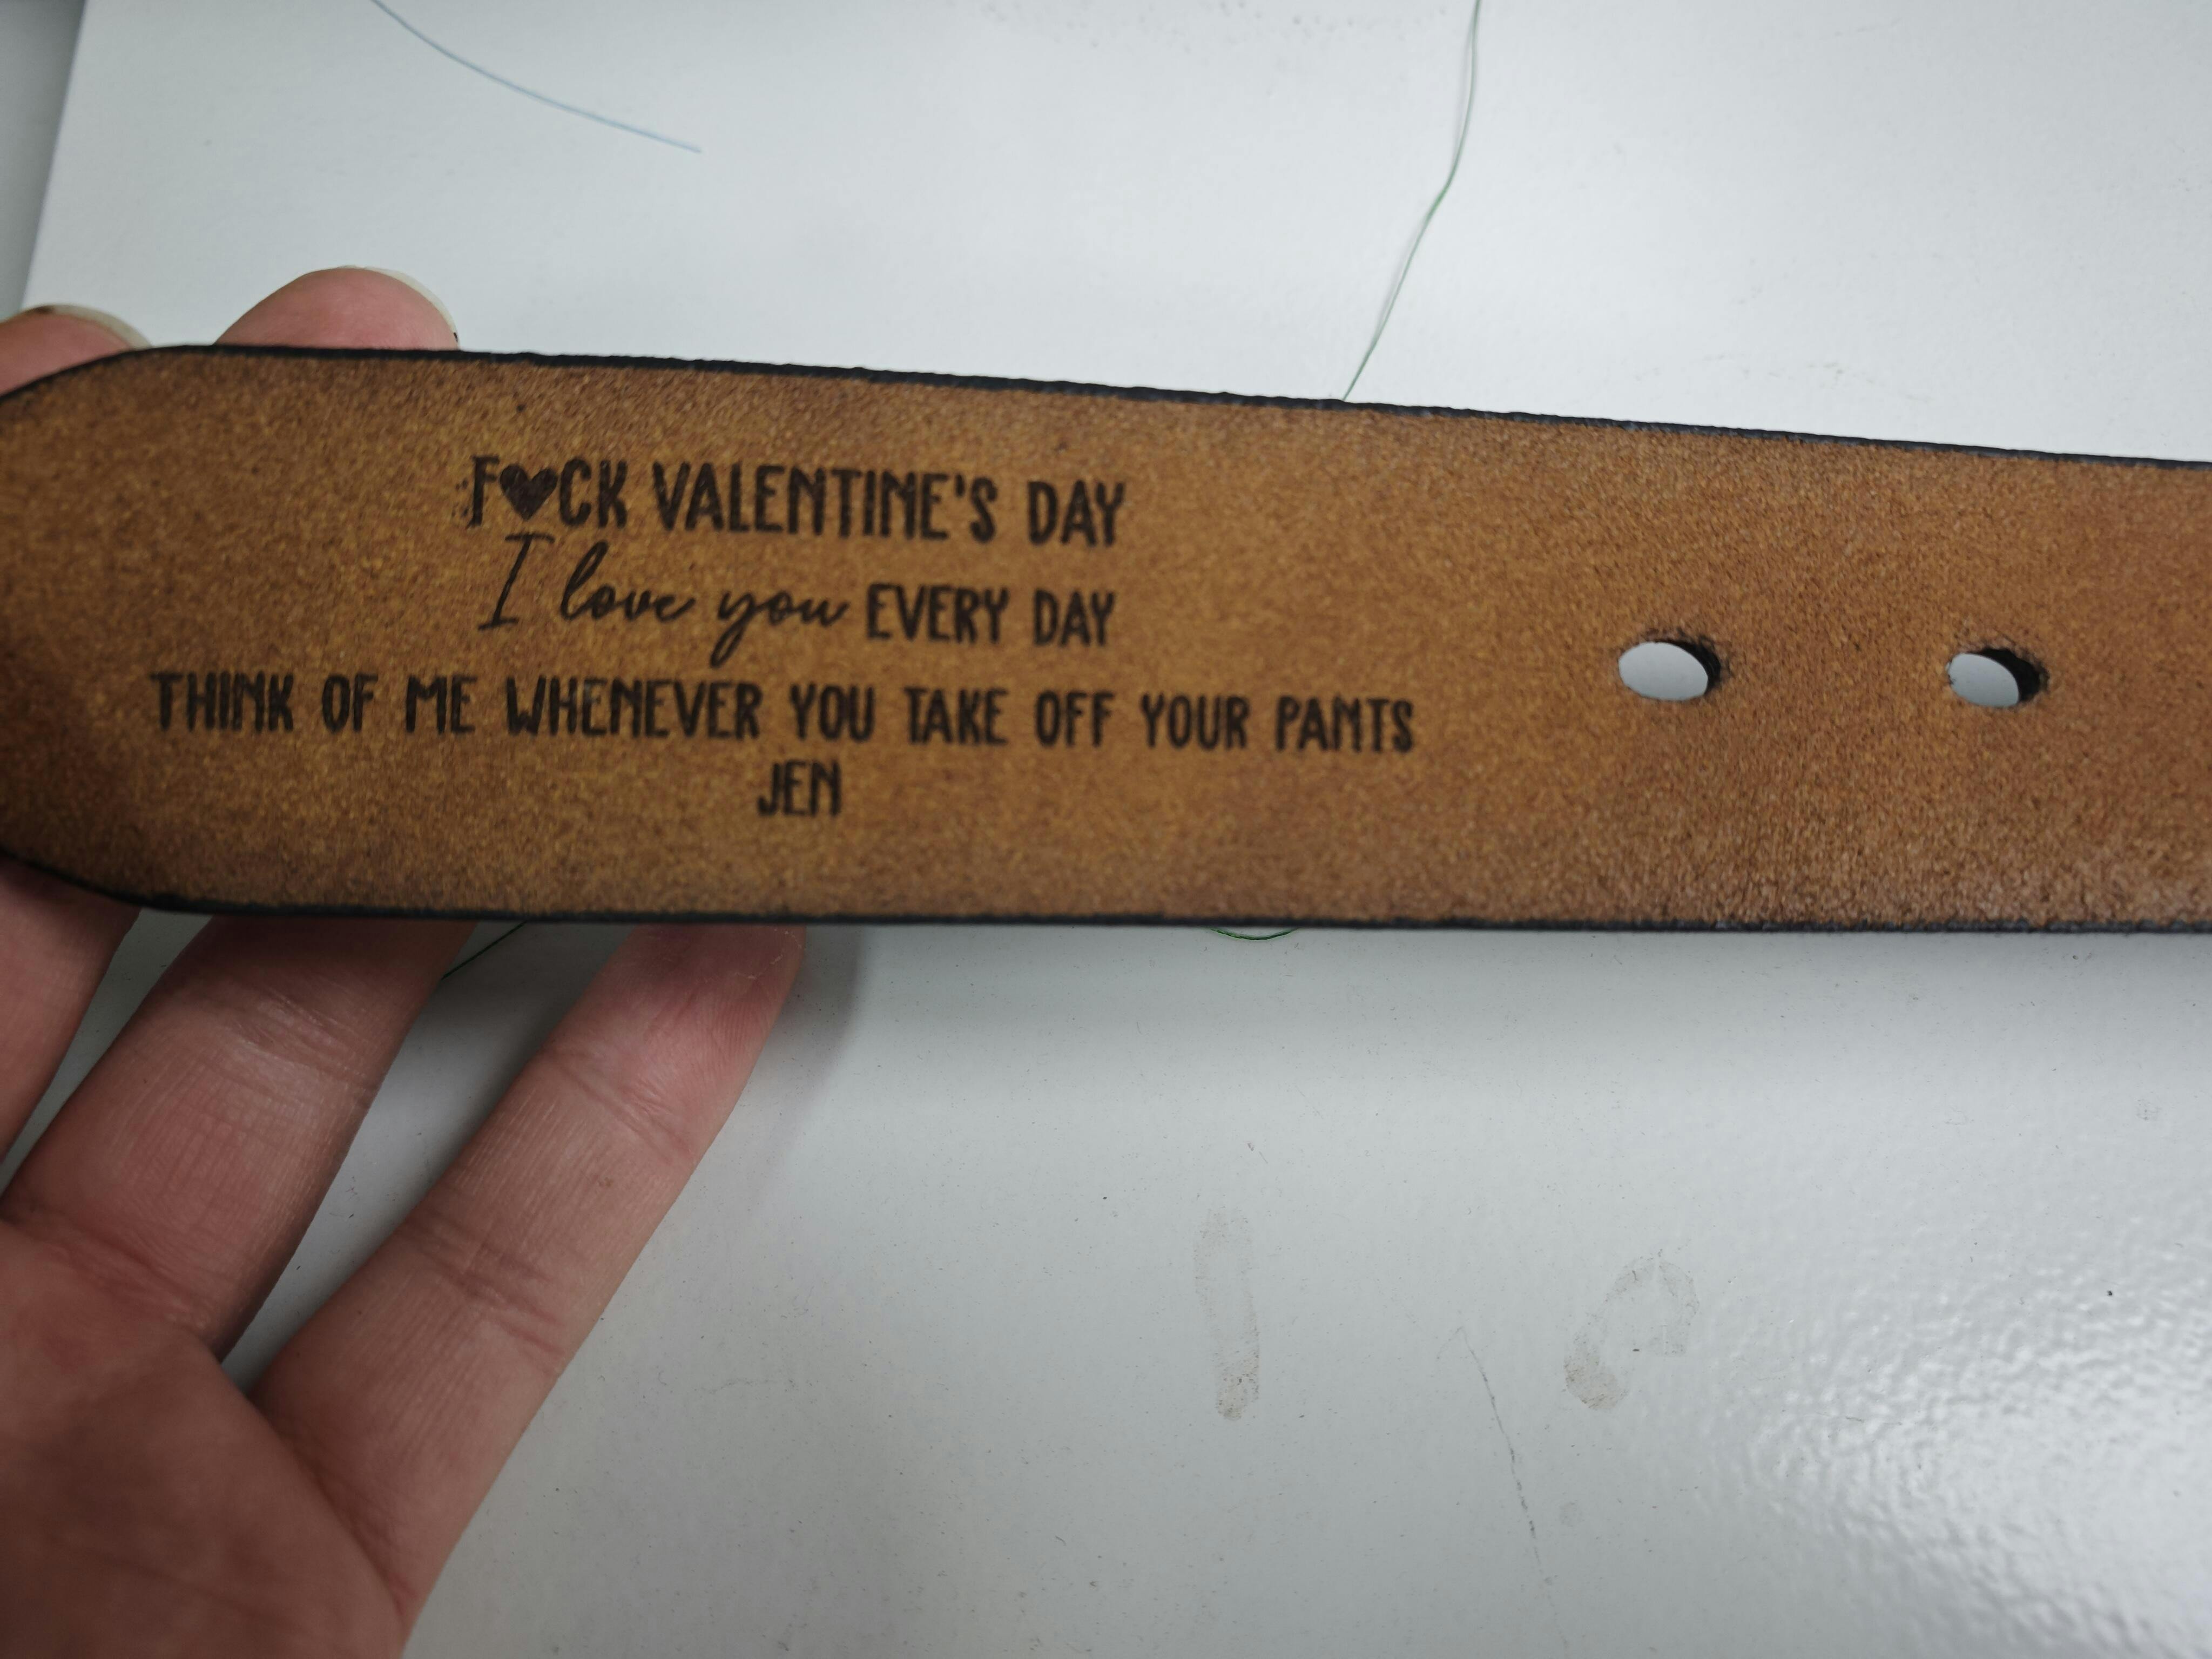 F♥CK VALENTINE'S DAY
I love you EVERY DAY
THINK OF ME WHENEVER YOU TAKE OFF YOUR PANTS
JEN